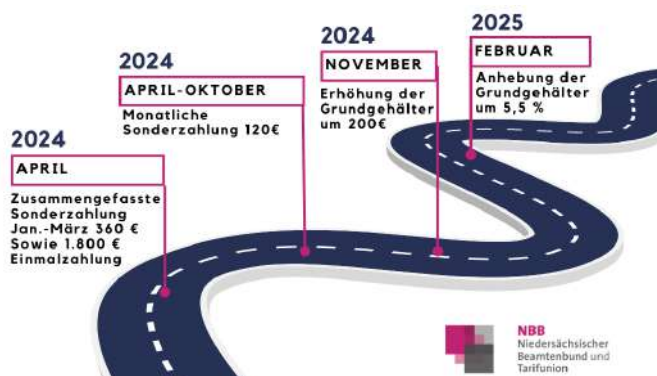 2024
APRIL
Zusammengefasste
Sonderzahlung
Jan.-März 360 €
Sowie 1.800 €
Einmalzahlung
2024
APRIL-OKTOBER
Monatliche
Sonderzahlung 120€
2024
NOVEMBER
Erhöhung der
Grundgehälter
um 200€
2025
FEBRUAR
Anhebung der
Grundgehälter
um 5,5 %
NBB
Niedersächsischer
Beamtenbund und
Tarifunion